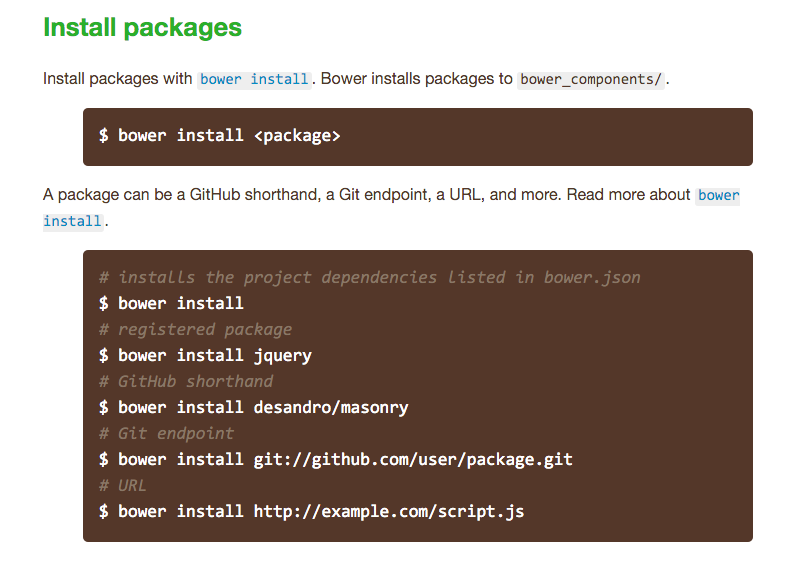 Install packages
Install packages with bower install. Bower installs packages to bower_components/.
$ bower install <package>
A package can be a GitHub shorthand, a Git endpoint, a URL, and more. Read more about bower
install.
# installs the project dependencies listed in bower.json
$ bower install
# registered package
$ bower install jquery
# GitHub shorthand
$ bower install desandro/masonry
# Git endpoint
$ bower install git://github.com/user/package.git
# URL
$ bower install http://example.com/script.js